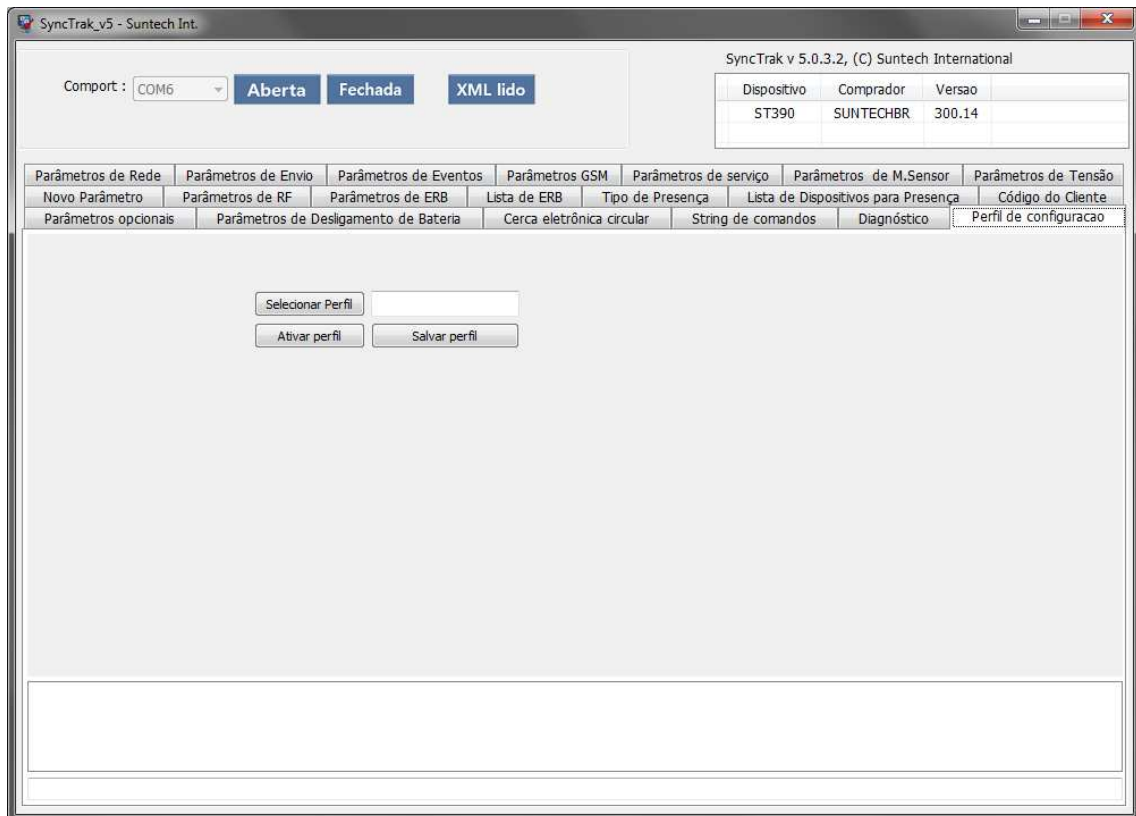 SyncTrak_v5 - Suntech Int.
SyncTrak v 5.0.3.2, (C) Suntech International
Comport : COM6 Aberta Fechada XML lido
Dispositivo Comprador Versao
ST390 SUNTECHBR 300.14
Parâmetros de Rede Parâmetros de Envio Parâmetros de Eventos Parâmetros GSM Parâmetros de serviço Parâmetros de M.Sensor Parâmetros de Tensão
Novo Parâmetro Parâmetros de RF Parâmetros de ERB Lista de ERB Tipo de Presença Lista de Dispositivos para Presença Código do Cliente
Parâmetros opcionais Parâmetros de Desligamento de Bateria Cerca eletrônica circular String de comandos Diagnóstico Perfil de configuracao
Selecionar Perfil
Ativar perfil Salvar perfil